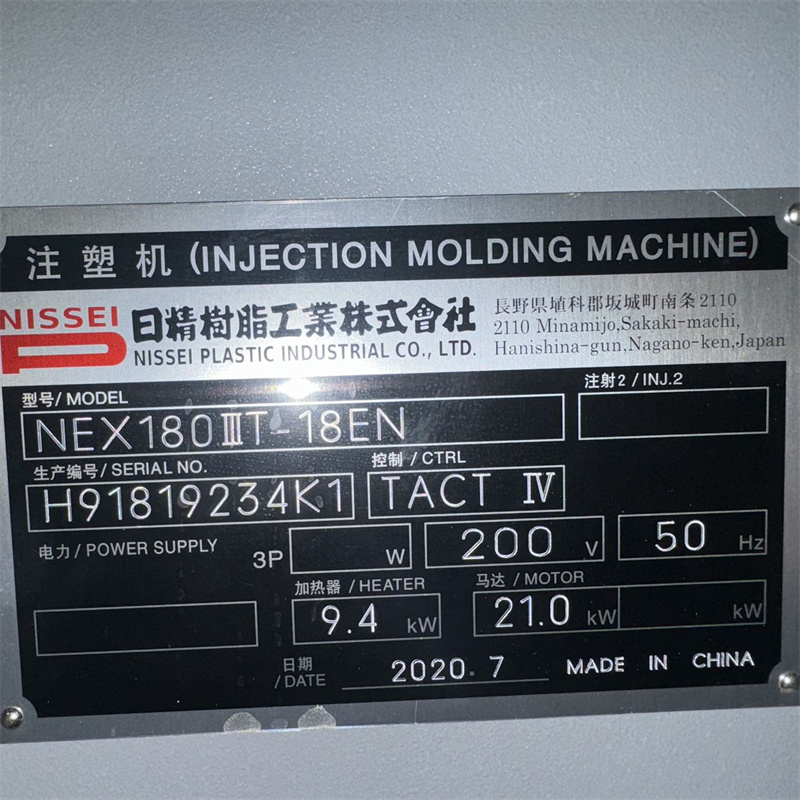 注塑机 (INJECTION MOLDING MACHINE)
NISSEI
日精樹脂工業株式會社
NISSEI PLASTIC INDUSTRIAL CO., LTD.
長野県埴科郡坂城町南条2110
2110 Minamijo,Sakaki-machi,
Hanishina-gun,Nagano-ken,Japan
型号/ MODEL
NEX180ⅢT-18EN
注射2 / INJ.2
生产编号/ SERIAL NO.
H91819234K1
控制 / CTRL
TACT Ⅳ
电力/ POWER SUPPLY
3P W
200 V
50 Hz
加热器 / HEATER
9.4 kW
马达 / MOTOR
21.0 kW
kW
日期
/ DATE
2020.7
MADE IN CHINA